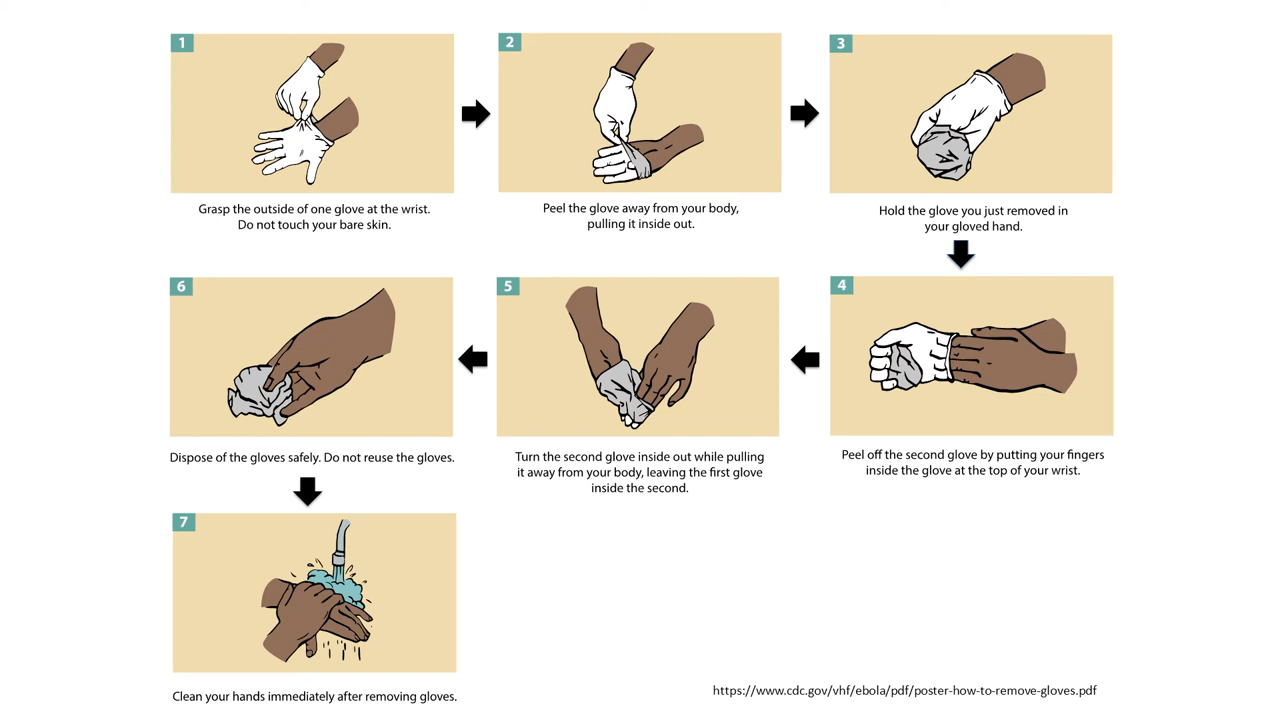 1
Grasp the outside of one glove at the wrist.
Do not touch your bare skin.
2
Peel the glove away from your body,
pulling it inside out.
3
Hold the glove you just removed in
your gloved hand.
4
Peel off the second glove by putting your fingers
inside the glove at the top of your wrist.
5
Turn the second glove inside out while pulling
it away from your body, leaving the first glove
inside the second.
6
Dispose of the gloves safely. Do not reuse the gloves.
7
Clean your hands immediately after removing gloves.
https://www.cdc.gov/vhf/ebola/pdf/poster-how-to-remove-gloves.pdf